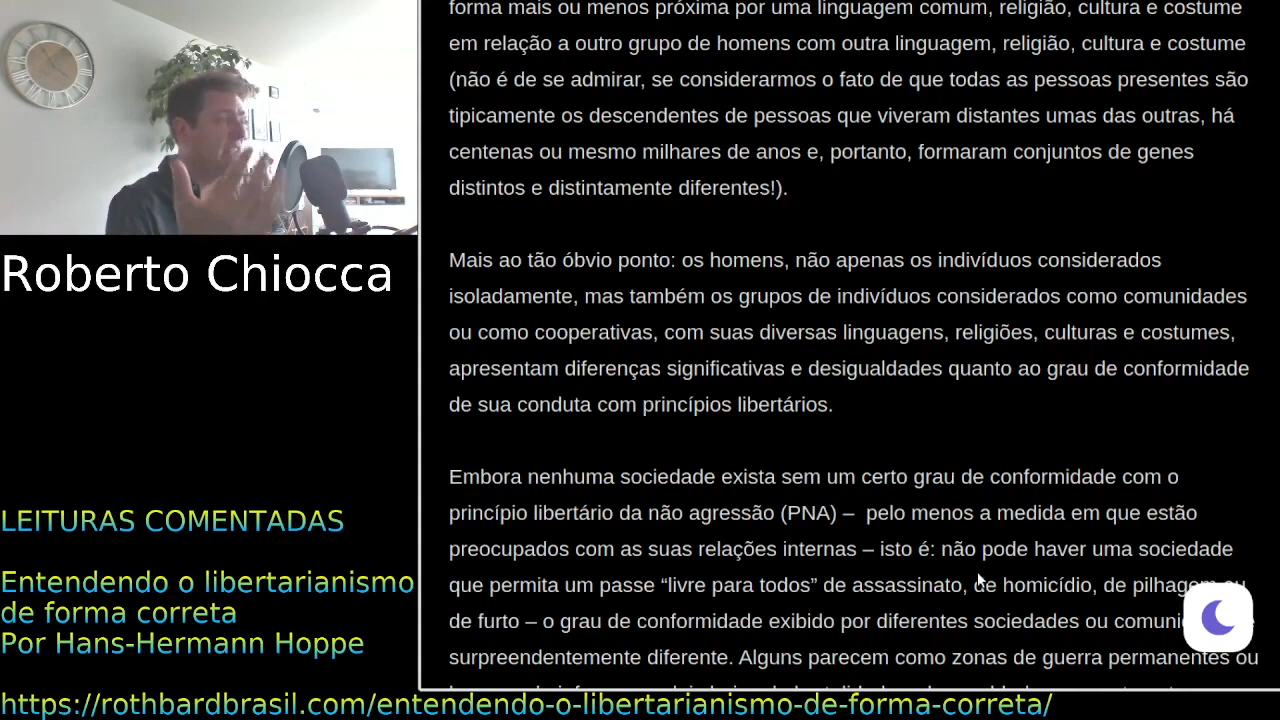 forma mais ou menos próxima por uma linguagem comum, religião, cultura e costume
em relação a outro grupo de homens com outra linguagem, religião, cultura e costume
(não é de se admirar, se considerarmos o fato de que todas as pessoas presentes são
tipicamente os descendentes de pessoas que viveram distantes umas das outras, há
centenas ou mesmo milhares de anos e, portanto, formaram conjuntos de genes
distintos e distintamente diferentes!).
Mais ao tão óbvio ponto: os homens, não apenas os indivíduos considerados
isoladamente, mas também os grupos de indivíduos considerados como comunidades
ou como cooperativas, com suas diversas linguagens, religiões, culturas e costumes,
apresentam diferenças significativas e desigualdades quanto ao grau de conformidade
de sua conduta com princípios libertários.
Embora nenhuma sociedade exista sem um certo grau de conformidade com o
princípio libertário da não agressão (PNA) – pelo menos a medida em que estão
preocupados com as suas relações internas – isto é: não pode haver uma sociedade
que permita um passe “livre para todos” de assassinato, de homicídio, de pilhagem ou
de furto – o grau de conformidade exibido por diferentes sociedades ou
surpreendentemente diferente. Alguns parecem como zonas de guerra permanentes ou
Roberto Chiocca
LEITURAS COMENTADAS
Entendendo o libertarianismo
de forma correta
Por Hans-Hermann Hoppe
https://rothbardbrasil.com/entendendo-o-libertarianismo-de-forma-correta/